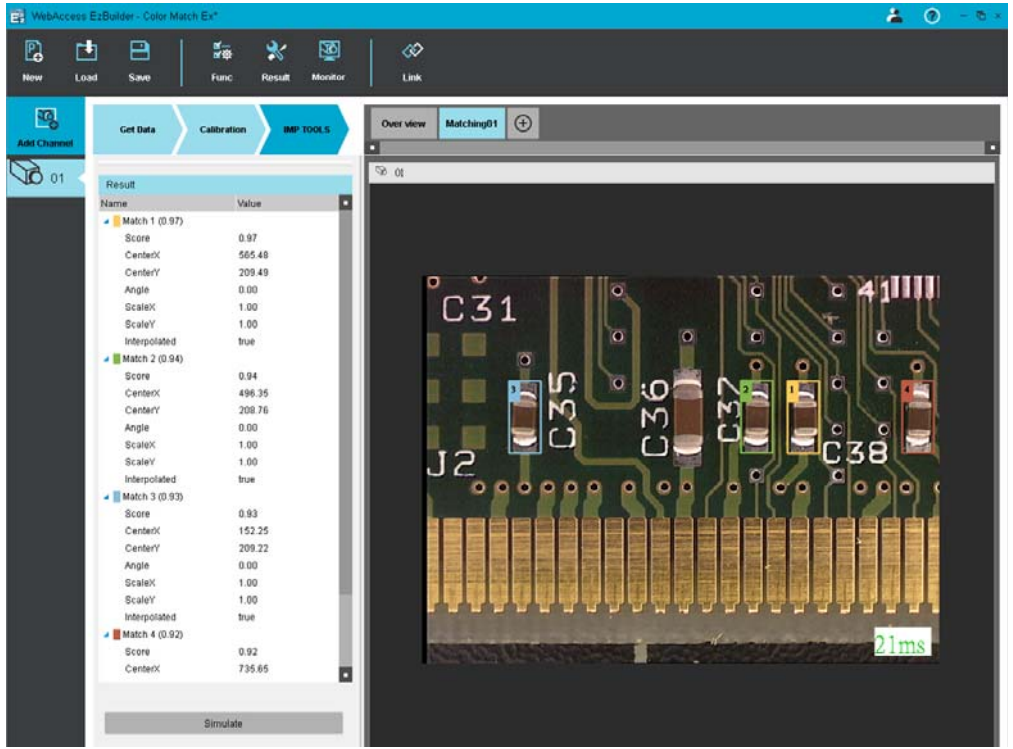 WebAccess EzBuilder - Color Match Ex*
New Load Save Func Result Monitor Link
Add Channel
01
Get Data Calibration IMP TOOLS
Over view Matching01
01
Result
Name Value
Match 1 (0.97)
Score 0.97
CenterX 565.48
CenterY 209.49
Angle 0.00
ScaleX 1.00
ScaleY 1.00
Interpolated true
Match 2 (0.94)
Score 0.94
CenterX 496.35
CenterY 208.76
Angle 0.00
ScaleX 1.00
ScaleY 1.00
Interpolated true
Match 3 (0.93)
Score 0.93
CenterX 152.25
CenterY 209.22
Angle 0.00
ScaleX 1.00
ScaleY 1.00
Interpolated true
Match 4 (0.92)
Score 0.92
CenterX 735.65
Simulate
C31
41
3
C35
C36
C37
2
1
4
C38
J2
21ms